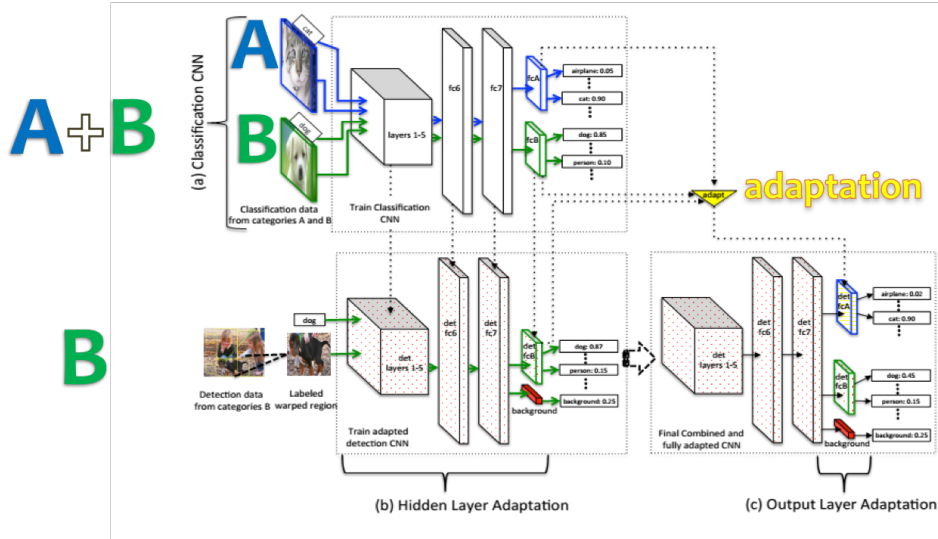 A + B
(a) Classification CNN
A
cat
B
dog
Classification data
from categories A and B
layers 1-5
Train Classification
CNN
fc6
fc7
fcA
airplane: 0.05
cat: 0.90
fcB
dog: 0.85
person: 0.10
adapt
adaptation
B
Detection data
from categories B
dog
Labeled
warped region
det
layers 1-5
Train adapted
detection CNN
det
fc6
det
fc7
det
fcB
dog: 0.87
person: 0.15
background
background: 0.25
det
layers 1-5
Final Combined and
fully adapted CNN
det
fc6
det
fc7
det
fcA
airplane: 0.02
cat: 0.90
det
fcB
dog: 0.45
person: 0.15
background
background: 0.25
(b) Hidden Layer Adaptation
(c) Output Layer Adaptation